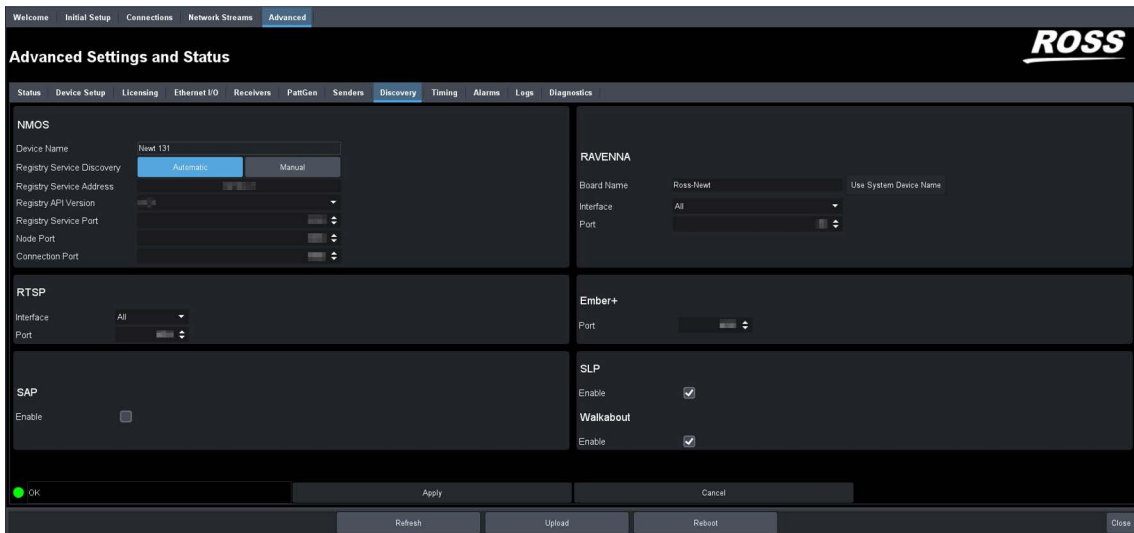 Welcome Initial Setup Connections Network Streams Advanced
Advanced Settings and Status
ROSS
Status Device Setup Licensing Ethernet I/O Receivers PattGen Senders Discovery Timing Alarms Logs Diagnostics
NMOS
Device Name Newt 131
Registry Service Discovery Automatic Manual
Registry Service Address
Registry API Version
Registry Service Port
Node Port
Connection Port
RAVENNA
Board Name Ross-Newt Use System Device Name
Interface All
Port
RTSP
Interface All
Port
Ember+
Port
SAP
Enable
SLP
Enable
Walkabout
Enable
OK Apply Cancel
Refresh Upload Reboot Close